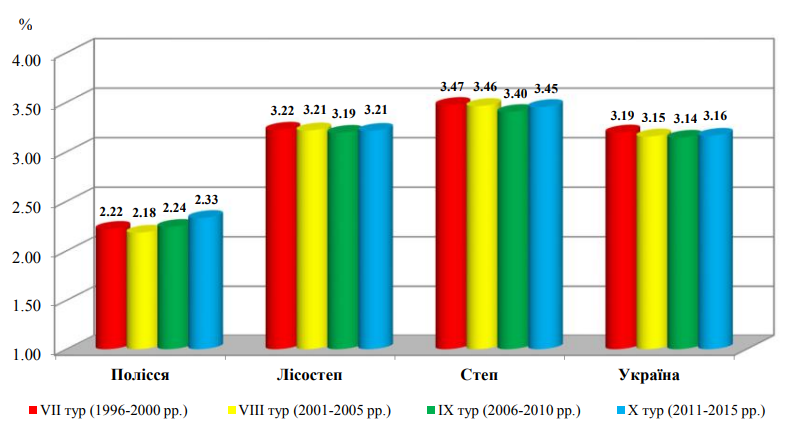 %
4.00
3.50
3.00
2.50
2.00
1.50
1.00
2.22 2.18 2.24 2.33
3.22 3.21 3.19 3.21
3.47 3.46 3.40 3.45
3.19 3.15 3.14 3.16
Полісся Лісостеп Степ Україна
VII тур (1996-2000 рр.) VIII тур (2001-2005 рр.) IX тур (2006-2010 рр.) X тур (2011-2015 рр.)